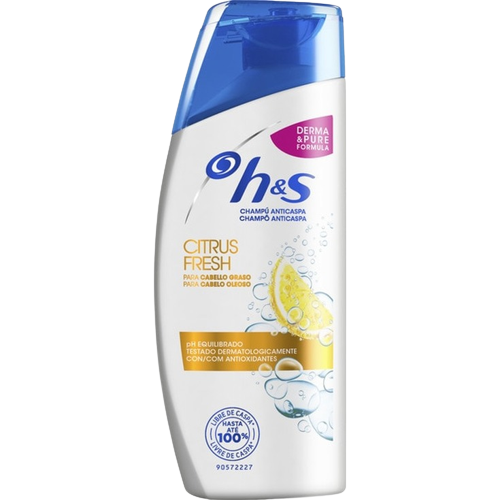 DERMA
&PURE
FORMULA
h&s
CHAMPÚ ANTICASPA
CHAMPÔ ANTICASPA
CITRUS
FRESH
PARA CABELLO GRASO
PARA CABELO OLEOSO
pH EQUILIBRADO
TESTADO DERMATOLOGICAMENTE
CON/COM ANTIOXIDANTES
LIBRE DE CASPA*
HASTA
ATÉ
100%
LIVRE DE CASPA*
90572227